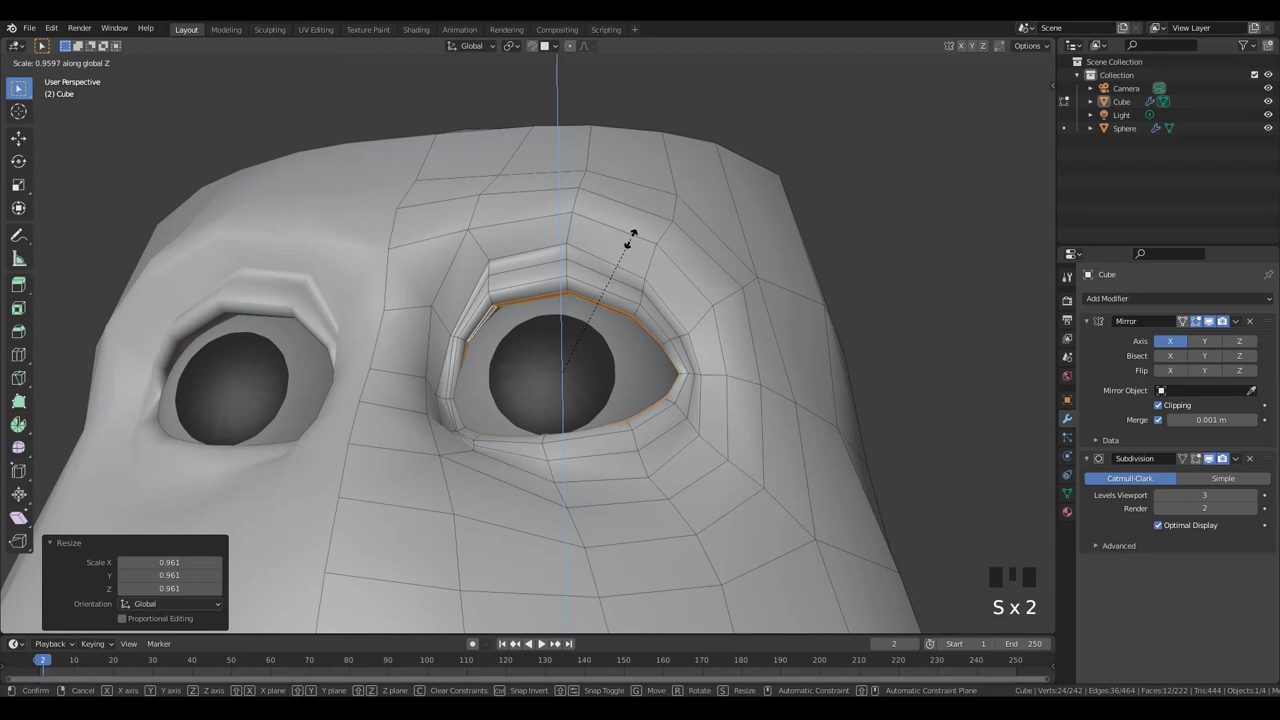 File Edit Render Window Help
Layout Modeling Sculpting UV Editing Texture Paint Shading Animation Rendering Compositing Scripting +
Scene
View Layer
Global
X Y Z
Options
Scale: 0.9597 along global Z
User Perspective
(2) Cube
Scene Collection
Collection
Camera
Cube
Light
Sphere
Cube
Add Modifier
Mirror
Axis X Y Z
Bisect X Y Z
Flip X Y Z
Mirror Object
Clipping
Merge 0.001 m
Data
Subdivision
Catmull-Clark Simple
Levels Viewport 3
Render 2
Optimal Display
Advanced
Resize
Scale X 0.961
Y 0.961
Z 0.961
Orientation Global
Proportional Editing
S x 2
Playback Keying View Marker
2
Start 1
End 250
2 10 20 30 40 50 60 70 80 90 100 110 120 130 140 150 160 170 180 190 200 210 220 230 240 250
Confirm Cancel X X axis Y Y axis Z Z axis X X plane Y Y plane Z Z plane C Clear Constraints Snap Invert Snap Toggle G Move R Rotate S Resize Automatic Constraint Automatic Constraint Plane
Cube | Verts:24/242 | Edges:36/464 | Faces:12/222 | Tris:444 | Objects:1/4 |